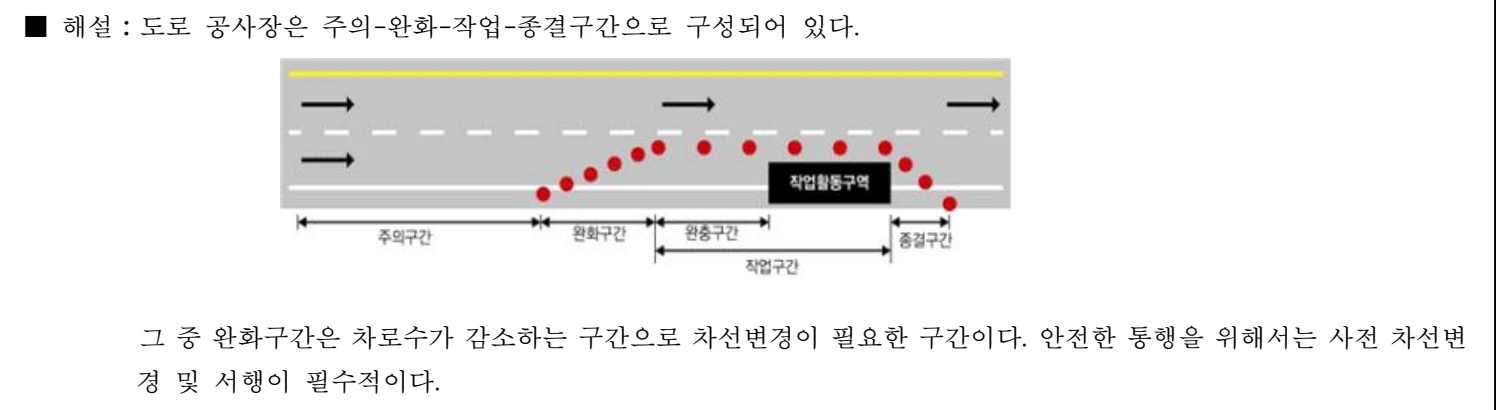 ■ 해설 : 도로 공사장은 주의-완화-작업-종결구간으로 구성되어 있다.
작업활동구역
주의구간
완화구간
완충구간
종결구간
작업구간
그 중 완화구간은 차로수가 감소하는 구간으로 차선변경이 필요한 구간이다. 안전한 통행을 위해서는 사전 차선변
경 및 서행이 필수적이다.